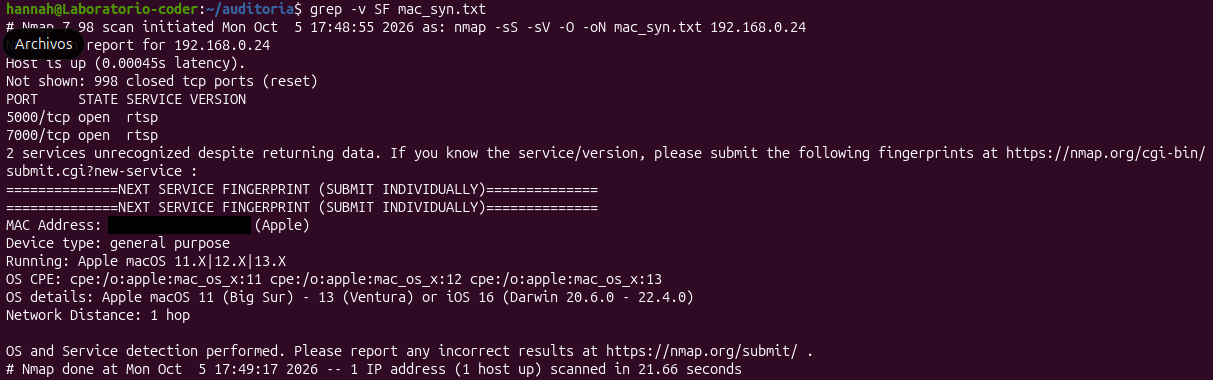 hannah@Laboratorio-coder:~/auditoria$ grep -v SF mac_syn.txt
# Nmap 7.98 scan initiated Mon Oct  5 17:48:55 2026 as: nmap -sS -sV -O -oN mac_syn.txt 192.168.0.24
Archivos
report for 192.168.0.24
Host is up (0.00045s latency).
Not shown: 998 closed tcp ports (reset)
PORT     STATE SERVICE VERSION
5000/tcp open  rtsp
7000/tcp open  rtsp
2 services unrecognized despite returning data. If you know the service/version, please submit the following fingerprints at https://nmap.org/cgi-bin/
submit.cgi?new-service :
==============NEXT SERVICE FINGERPRINT (SUBMIT INDIVIDUALLY)==============
==============NEXT SERVICE FINGERPRINT (SUBMIT INDIVIDUALLY)==============
MAC Address: (Apple)
Device type: general purpose
Running: Apple macOS 11.X|12.X|13.X
OS CPE: cpe:/o:apple:mac_os_x:11 cpe:/o:apple:mac_os_x:12 cpe:/o:apple:mac_os_x:13
OS details: Apple macOS 11 (Big Sur) - 13 (Ventura) or iOS 16 (Darwin 20.6.0 - 22.4.0)
Network Distance: 1 hop
OS and Service detection performed. Please report any incorrect results at https://nmap.org/submit/ .
# Nmap done at Mon Oct  5 17:49:17 2026 -- 1 IP address (1 host up) scanned in 21.66 seconds